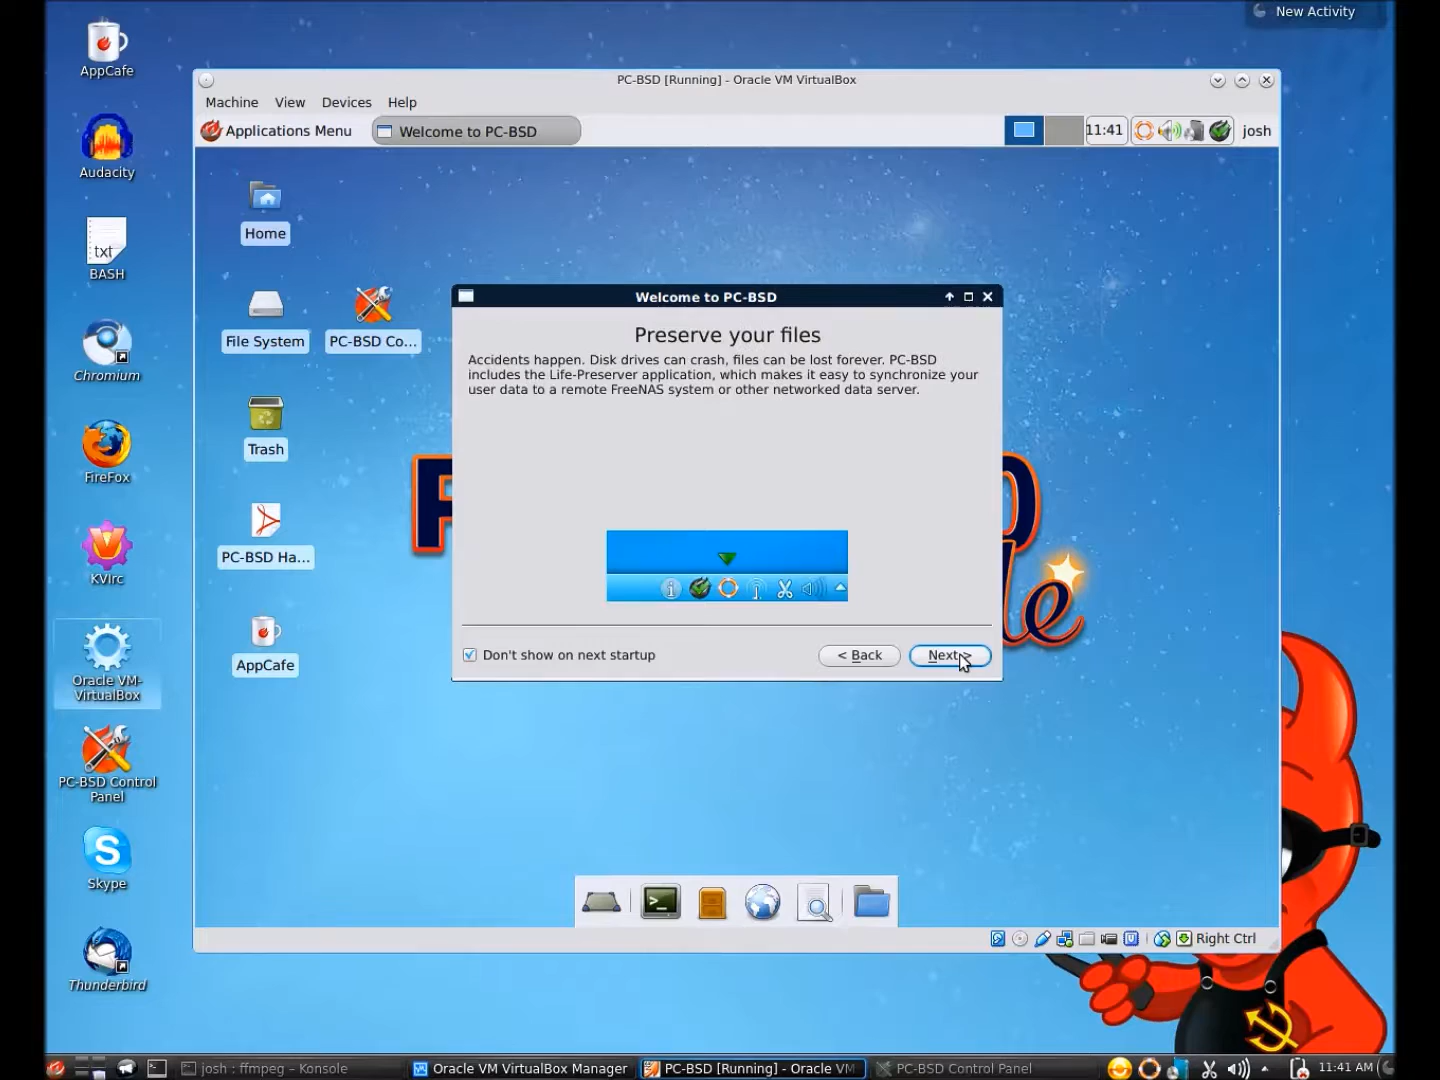 New Activity
AppCafe
Audacity
txt
BASH
Chromium
FireFox
KVIrc
Oracle VM-
VirtualBox
PC-BSD Control
Panel
Skype
Thunderbird
PC-BSD [Running] - Oracle VM VirtualBox
Machine View Devices Help
Applications Menu
Welcome to PC-BSD
11:41
josh
Home
File System
PC-BSD Co...
Trash
PC-BSD Ha...
AppCafe
Welcome to PC-BSD
Preserve your files
Accidents happen. Disk drives can crash, files can be lost forever. PC-BSD
includes the Life-Preserver application, which makes it easy to synchronize your
user data to a remote FreeNAS system or other networked data server.
Don't show on next startup
< Back
Next >
Right Ctrl
josh : ffmpeg – Konsole
Oracle VM VirtualBox Manager
PC-BSD [Running] - Oracle VM
PC-BSD Control Panel
11:41 AM